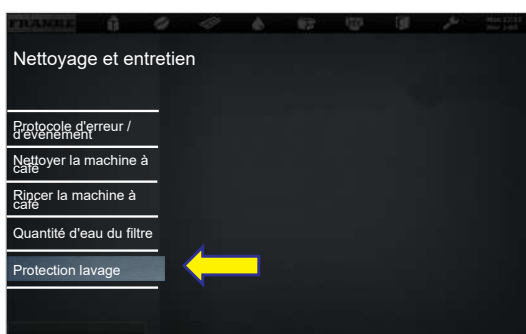 FRANKE
Nettoyage et entretien
Protocole d'erreur /
d'événement
Nettoyer la machine à
café
Rincer la machine à
café
Quantité d'eau du filtre
Protection lavage